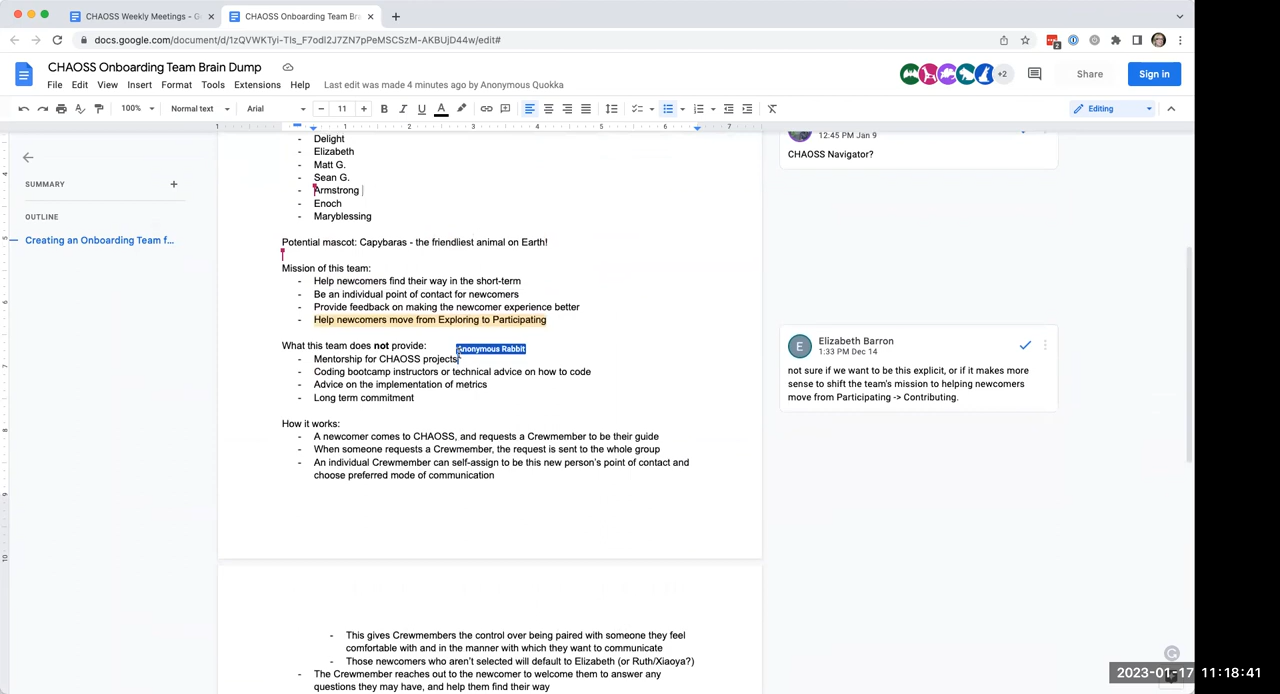 CHAOSS Weekly Meetings - G
CHAOSS Onboarding Team Br
docs.google.com/document/d/1zQVWKTyi-Tls_F7odl2J7ZN7pPeMSCSzM-AKBUjD44w/edit#
2
CHAOSS Onboarding Team Brain Dump
File Edit View Insert Format Tools Extensions Help Last edit was made 4 minutes ago by Anonymous Quokka
+2
Share
Sign in
100%
Normal text
Arial
11
B I U A
Editing
1 1 2 3 4 5 6 7
SUMMARY
OUTLINE
Creating an Onboarding Team f...
- Delight
- Elizabeth
- Matt G.
- Sean G.
- Armstrong
- Enoch
- Maryblessing
Potential mascot: Capybaras - the friendliest animal on Earth!
Mission of this team:
- Help newcomers find their way in the short-term
- Be an individual point of contact for newcomers
- Provide feedback on making the newcomer experience better
- Help newcomers move from Exploring to Participating
What this team does not provide:
Anonymous Rabbit
- Mentorship for CHAOSS projects
- Coding bootcamp instructors or technical advice on how to code
- Advice on the implementation of metrics
- Long term commitment
How it works:
- A newcomer comes to CHAOSS, and requests a Crewmember to be their guide
- When someone requests a Crewmember, the request is sent to the whole group
- An individual Crewmember can self-assign to be this new person's point of contact and
choose preferred mode of communication
- This gives Crewmembers the control over being paired with someone they feel
comfortable with and in the manner with which they want to communicate
- Those newcomers who aren't selected will default to Elizabeth (or Ruth/Xiaoya?)
- The Crewmember reaches out to the newcomer to welcome them to answer any
questions they may have, and help them find their way
12:45 PM Jan 9
CHAOSS Navigator?
E
Elizabeth Barron
1:33 PM Dec 14
not sure if we want to be this explicit, or if it makes more
sense to shift the team's mission to helping newcomers
move from Participating -> Contributing.
2023-01-17 11:18:41